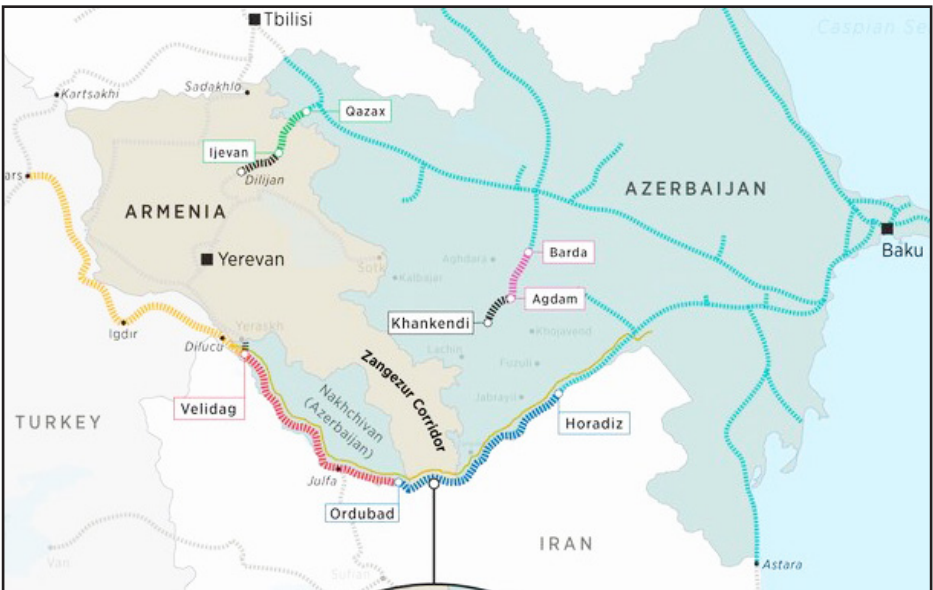 Tbilisi
Caspian Se
Kartsakhi
Sadakhlo
Qazax
Ijevan
Dilijan
ars
AZERBAIJAN
ARMENIA
Baku
Yerevan
Barda
Sotk
Aghdara
Kalbajar
Agdam
Khankendi
Igdir
Yeraskh
Difucu
Khojavend
Lachin
Fuzuli
Zangezur Corridor
Velidag
Nakhchivan
(Azerbaijan)
Jabrayil
TURKEY
Horadiz
Julfa
Ordubad
IRAN
Van
Sufian
Astara